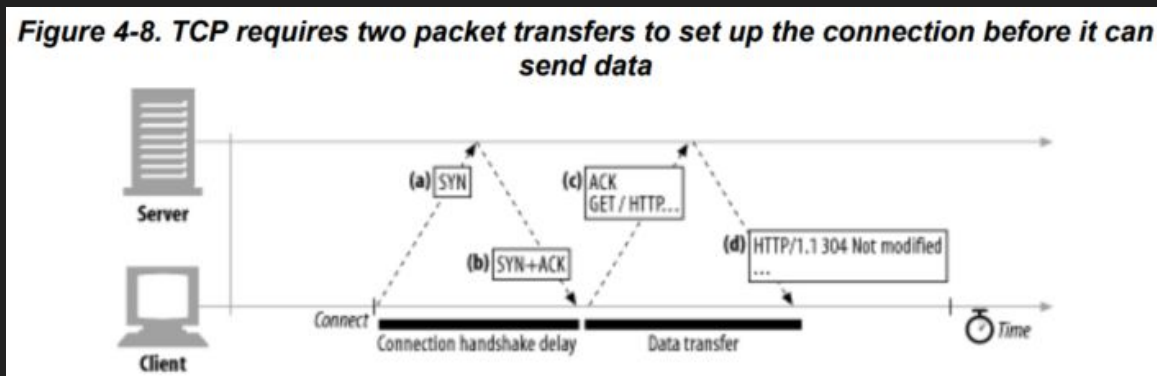 Figure 4-8. TCP requires two packet transfers to set up the connection before it can
send data
Server
(a) SYN
(b) SYN+ACK
(c) ACK
GET / HTTP...
(d) HTTP/1.1 304 Not modified
...
Connect
Connection handshake delay
Data transfer
Time
Client